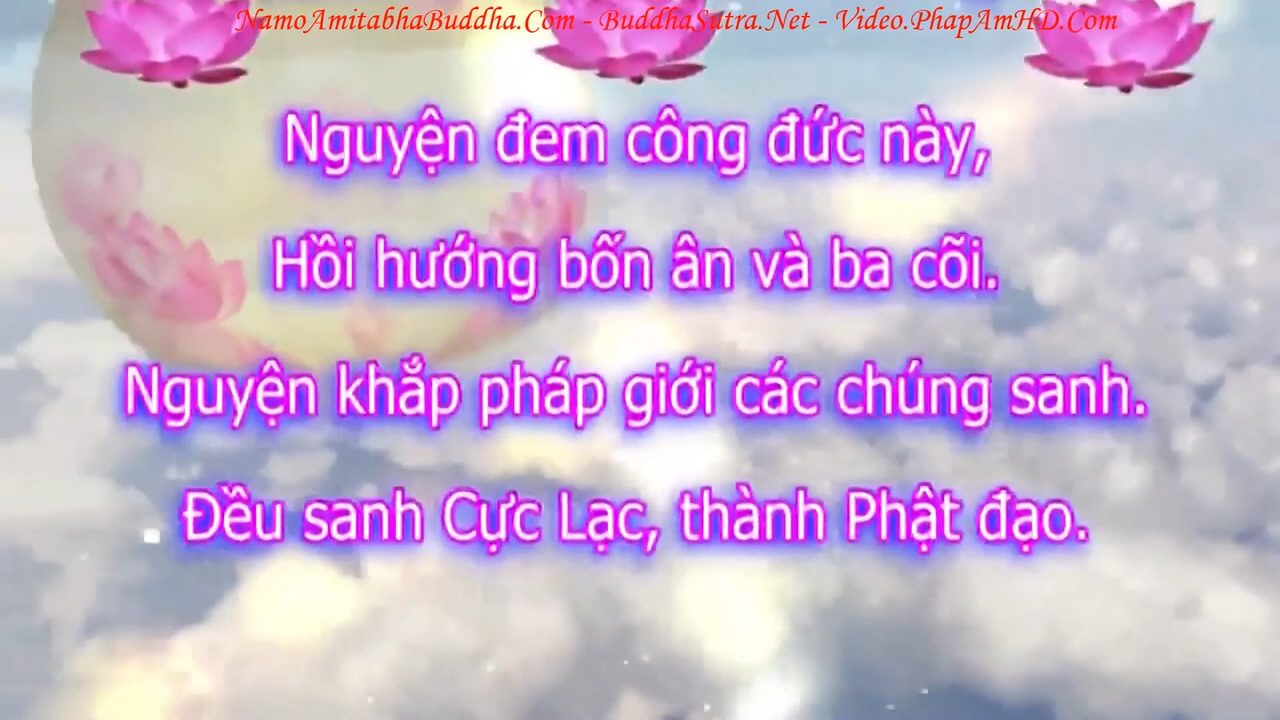 NamoAmitabhaBuddha.Com - BuddhaSutra.Net - Video.PhapAmHD.Com
Nguyện đem công đức này,
Hồi hướng bốn ân và ba cõi.
Nguyện khắp pháp giới các chúng sanh.
Đều sanh Cực Lạc, thành Phật đạo.